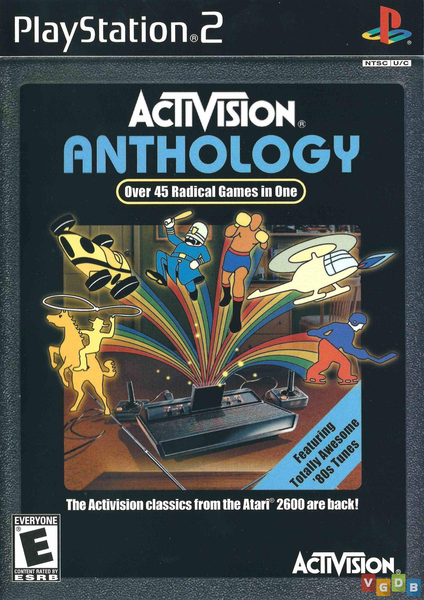 PlayStation®2
NTSC U/C
ACTIVISION®
ANTHOLOGY
Over 45 Radical Games in One
Featuring
Totally Awesome
'80s Tunes
The Activision classics from the Atari® 2600 are back!
EVERYONE
E
CONTENT RATED BY
ESRB
ACTIVISION®
VGDB